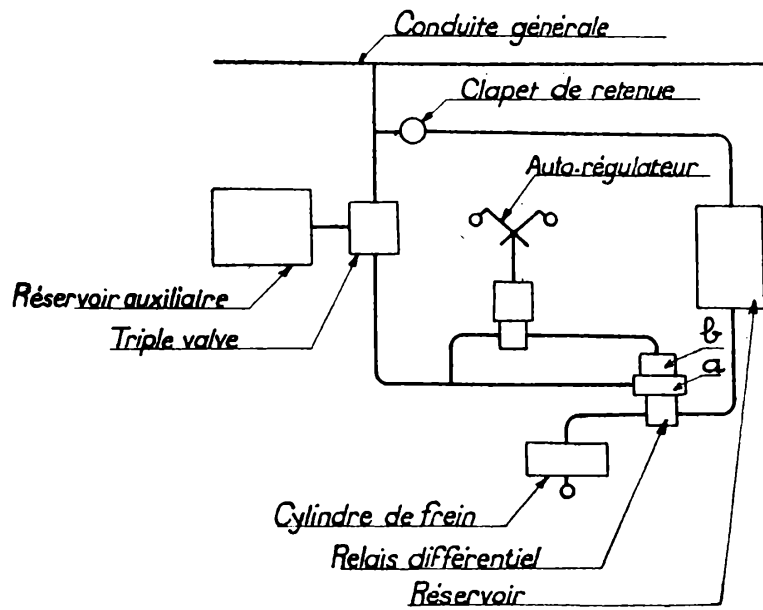 Conduite générale
Clapet de retenue
Auto-régulateur
Réservoir auxiliaire
Triple valve
b
a
Cylindre de frein
Relais différentiel
Réservoir